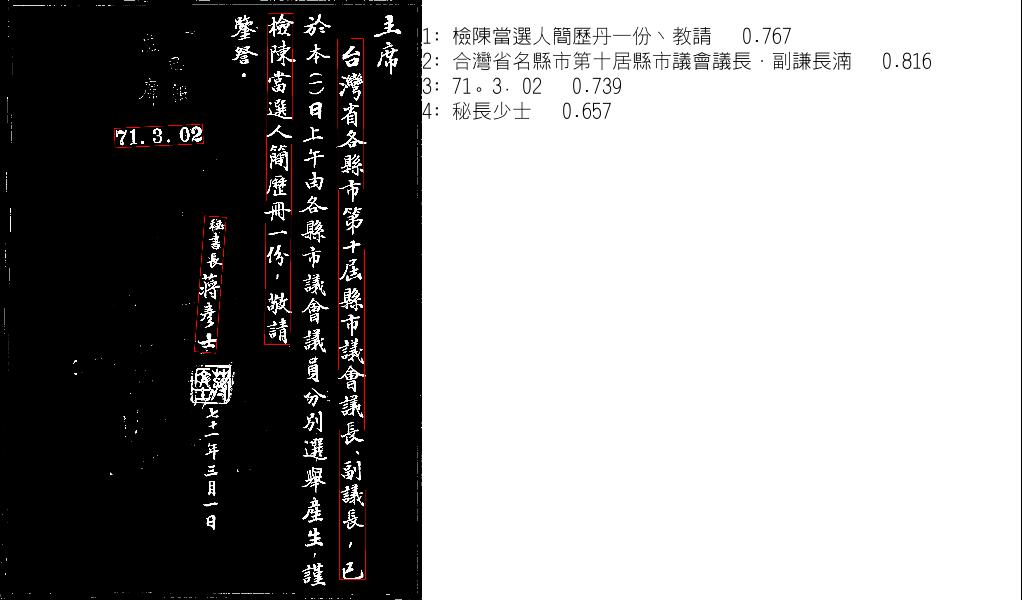 主席
台灣省各縣市第十屆縣市議會議長、副議長，已
於本(一)日上午由各縣市議會議員分別選舉產生，謹
檢陳當選人簡歷冊一份，敬請
鑒詧。
秘書長 蔣彥士
七十一年三月一日
71.3.02
1: 檢陳當選人簡歷丹一份丶教請 0.767
2: 合灣省名縣市第十居縣市議會議長．副謙長湳 0.816
3: 71。3．02 0.739
4: 秘長少士 0.657